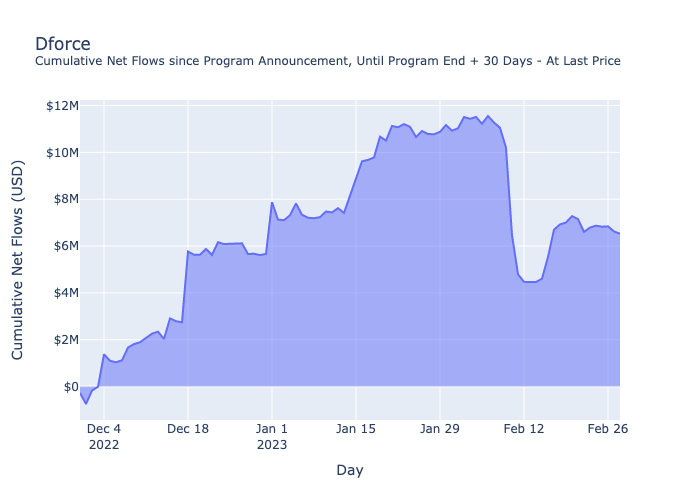 Dforce
Cumulative Net Flows since Program Announcement, Until Program End + 30 Days - At Last Price
Cumulative Net Flows (USD)
$12M
$10M
$8M
$6M
$4M
$2M
$0
Dec 4 Dec 18 Jan 1 Jan 15 Jan 29 Feb 12 Feb 26
2022 2023
Day